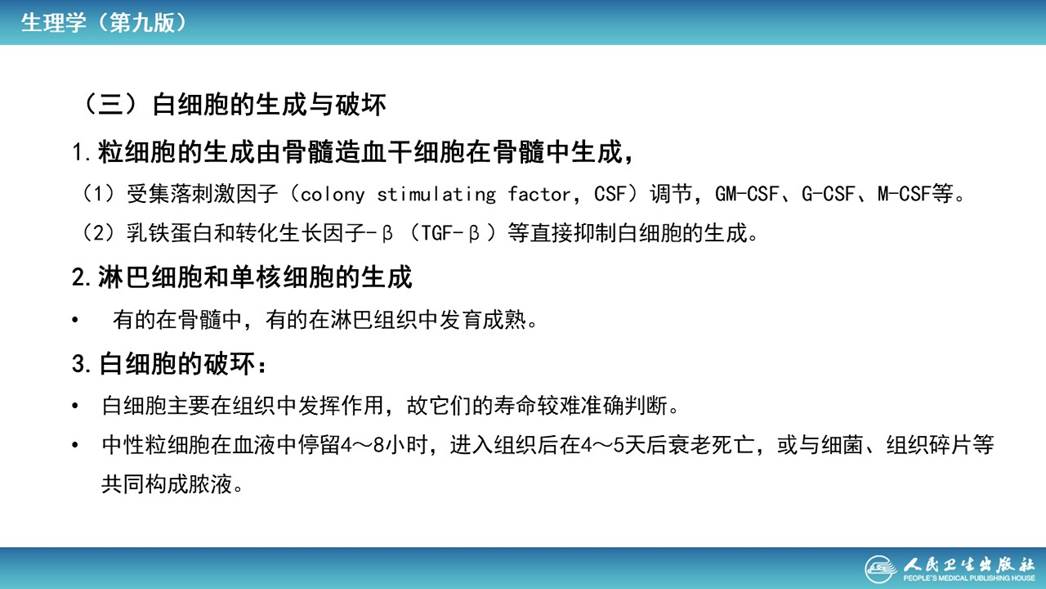 生理学（第九版）
（三）白细胞的生成与破坏
1.粒细胞的生成由骨髓造血干细胞在骨髓中生成，
（1）受集落刺激因子（colony stimulating factor，CSF）调节，GM-CSF、G-CSF、M-CSF等。
（2）乳铁蛋白和转化生长因子-β（TGF-β）等直接抑制白细胞的生成。
2.淋巴细胞和单核细胞的生成
• 有的在骨髓中，有的在淋巴组织中发育成熟。
3.白细胞的破环：
• 白细胞主要在组织中发挥作用，故它们的寿命较难准确判断。
• 中性粒细胞在血液中停留4～8小时，进入组织后在4～5天后衰老死亡，或与细菌、组织碎片等
共同构成脓液。
人民卫生出版社
PEOPLE'S MEDICAL PUBLISHING HOUSE